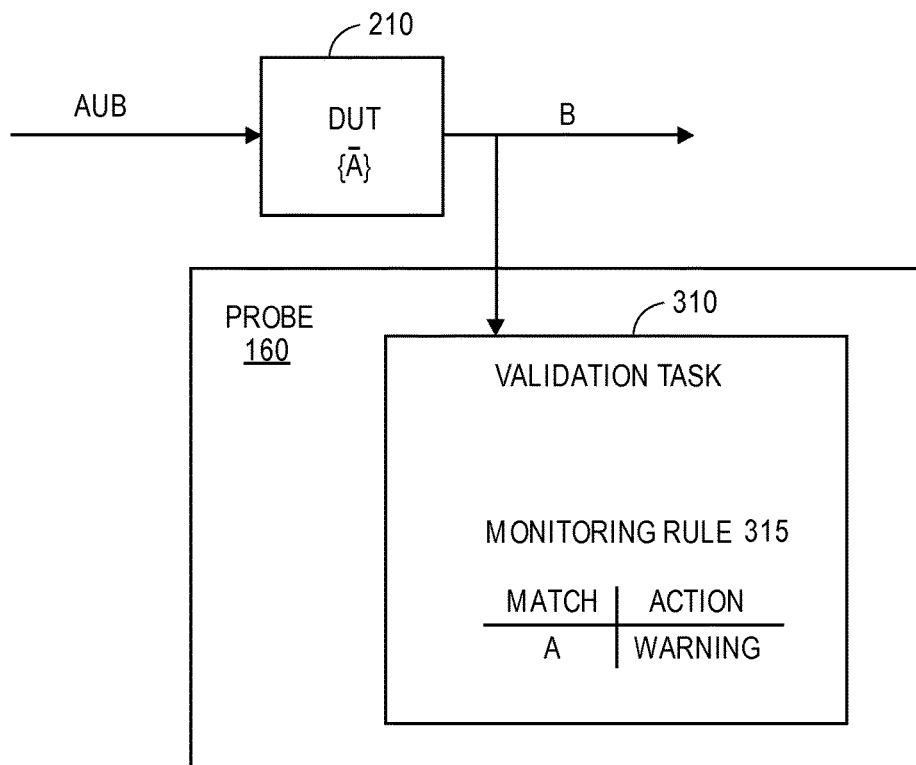 210
AUB
DUT
{Ā}
B
PROBE
160
310
VALIDATION TASK
MONITORING RULE 315
MATCH ACTION
A WARNING